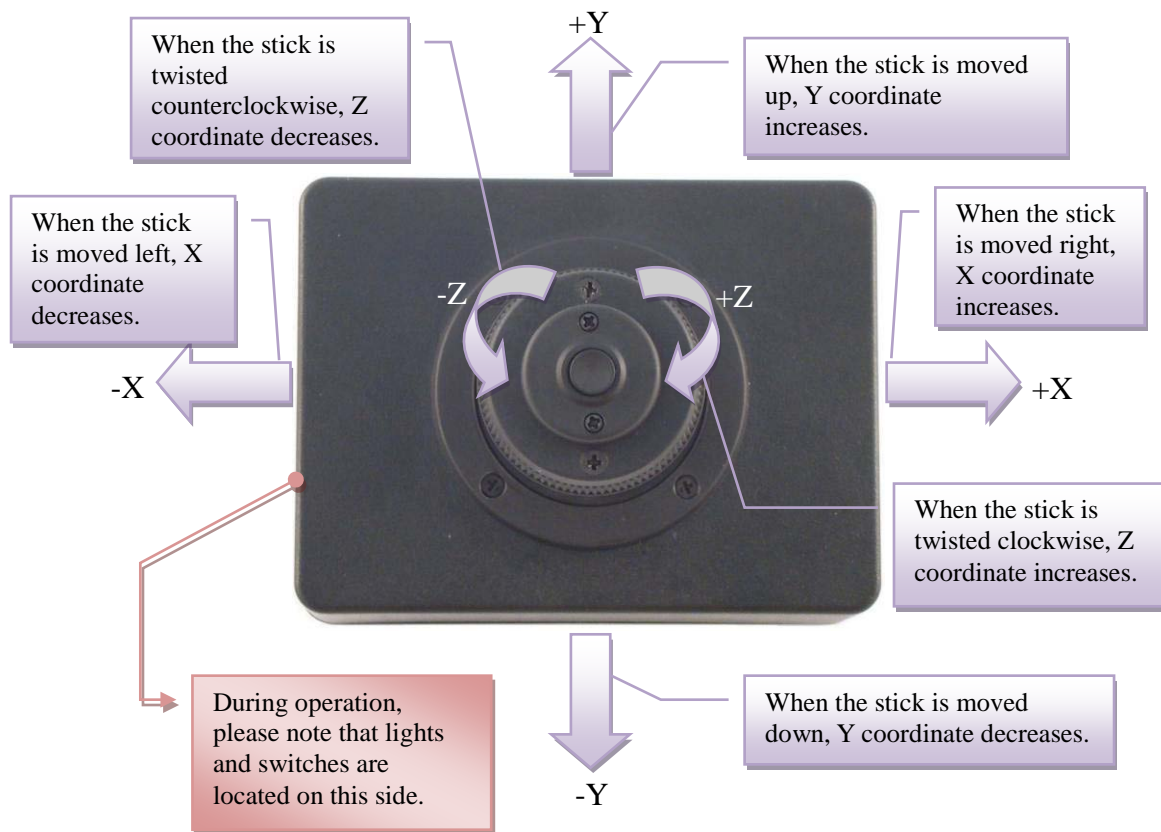 When the stick is
twisted
counterclockwise, Z
coordinate decreases.
+Y
When the stick is moved
up, Y coordinate
increases.
When the stick
is moved left, X
coordinate
decreases.
When the stick
is moved right,
X coordinate
increases.
-Z
+Z
-X
+X
When the stick is
twisted clockwise, Z
coordinate increases.
During operation,
please note that lights
and switches are
located on this side.
When the stick is moved
down, Y coordinate decreases.
-Y